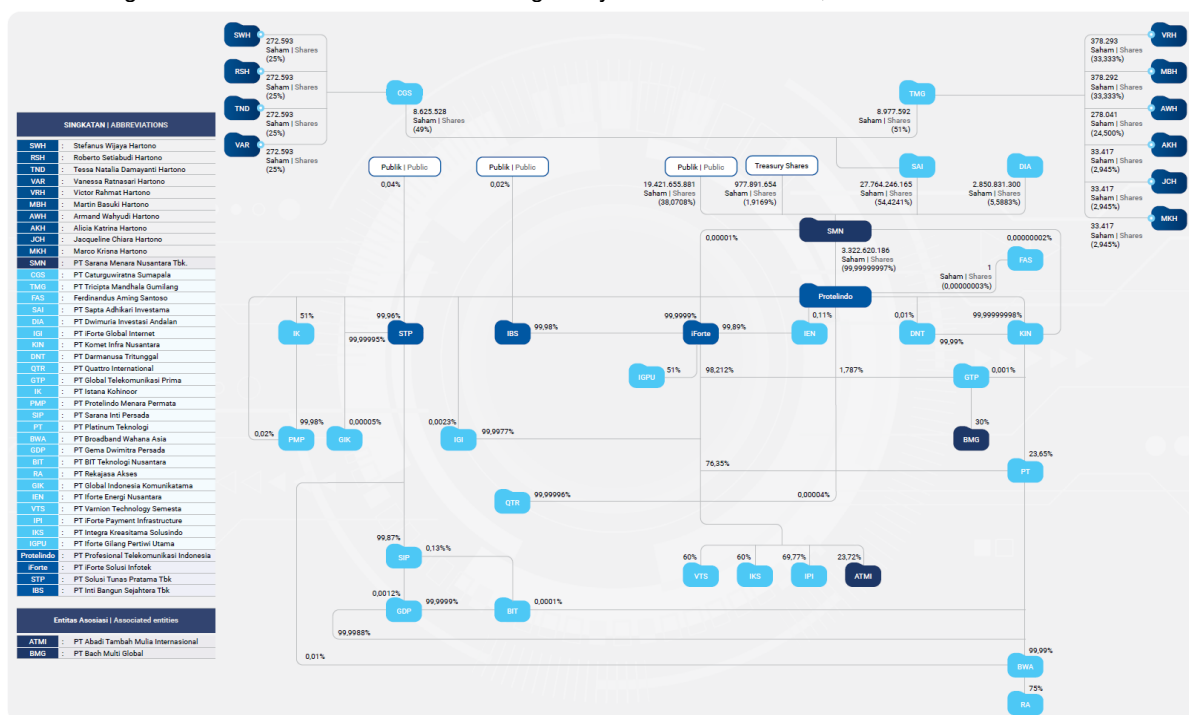 SWH
272.593
Saham | Shares
(25%)
RSH
272.593
Saham | Shares
(25%)
TND
272.593
Saham | Shares
(25%)
VAR
272.593
Saham | Shares
(25%)
CGS
8.625.528
Saham | Shares
(49%)
TMG
8.977.592
Saham | Shares
(51%)
378.293
Saham | Shares
(33,333%)
VRH
378.292
Saham | Shares
(33,333%)
MBH
278.041
Saham | Shares
(24,500%)
AWH
33.417
Saham | Shares
(2,945%)
AKH
33.417
Saham | Shares
(2,945%)
JCH
33.417
Saham | Shares
(2,945%)
MKH
SINGKATAN | ABBREVIATIONS
SWH : Stefanus Wijaya Hartono
RSH : Roberto Setiabudi Hartono
TND : Tessa Natalia Damayanti Hartono
VAR : Vanessa Ratnasari Hartono
VRH : Victor Rahmat Hartono
MBH : Martin Basuki Hartono
AWH : Armand Wahyudi Hartono
AKH : Alicia Katrina Hartono
JCH : Jacqueline Chiara Hartono
MKH : Marco Krisna Hartono
SMN : PT Sarana Menara Nusantara Tbk.
CGS : PT Caturguwiratna Sumapala
TMG : PT Tricipta Mandhala Gumilang
FAS : Ferdinandus Aming Santoso
SAI : PT Sapta Adhikari Investama
DIA : PT Dwimuria Investasi Andalan
IGI : PT iForte Global Internet
KIN : PT Komet Infra Nusantara
DNT : PT Darmanusa Tritunggal
QTR : PT Quattro International
GTP : PT Global Telekomunikasi Prima
IK : PT Istana Kohinoor
PMP : PT Protelindo Menara Permata
SIP : PT Sarana Inti Persada
PT : PT Platinum Teknologi
BWA : PT Broadband Wahana Asia
GDP : PT Gema Dwimitra Persada
BIT : PT BIT Teknologi Nusantara
RA : PT Rekajasa Akses
GIK : PT Global Indonesia Komunikatama
IEN : PT Iforte Energi Nusantara
VTS : PT Varnion Technology Semesta
IPI : PT iForte Payment Infrastructure
IKS : PT Integra Kreasitama Solusindo
IGPU : PT Iforte Gilang Pertiwi Utama
Protelindo : PT Profesional Telekomunikasi Indonesia
iForte : PT iForte Solusi Infotek
STP : PT Solusi Tunas Pratama Tbk
IBS : PT Inti Bangun Sejahtera Tbk
Entitas Asosiasi | Associated entities
ATMI : PT Abadi Tambah Mulia Internasional
BMG : PT Bach Multi Global
Publik | Public
0,04%
Publik | Public
0,02%
Publik | Public
19.421.655.881
Saham | Shares
(38,0708%)
Treasury Shares
977.891.654
Saham | Shares
(1,9169%)
SAI
27.764.246.165
Saham | Shares
(54,4241%)
DIA
2.850.831.300
Saham | Shares
(5,5883%)
SMN
0,00001%
3.322.620.186
Saham | Shares
(99,99999997%)
0,00000002%
FAS
1
Saham | Shares
(0,00000003%)
Protelindo
51%
IK
99,96%
STP
99,99995%
IBS
99,98%
99,9999%
iForte
99,89%
0,11%
IEN
0,01%
DNT
99,99%
99,99999998%
KIN
IGPU
51%
98,212%
1,787%
GTP
0,001%
30%
BMG
0,02%
99,98%
PMP
0,00005%
GIK
0,0023%
IGI
99,9977%
76,35%
23,65%
PT
QTR
99,99996%
0,00004%
99,87%
SIP
0,13%%
60%
VTS
60%
IKS
69,77%
IPI
23,72%
ATMI
0,0012%
GDP
99,9999%
BIT
0,0001%
99,9988%
0,01%
99,99%
BWA
75%
RA